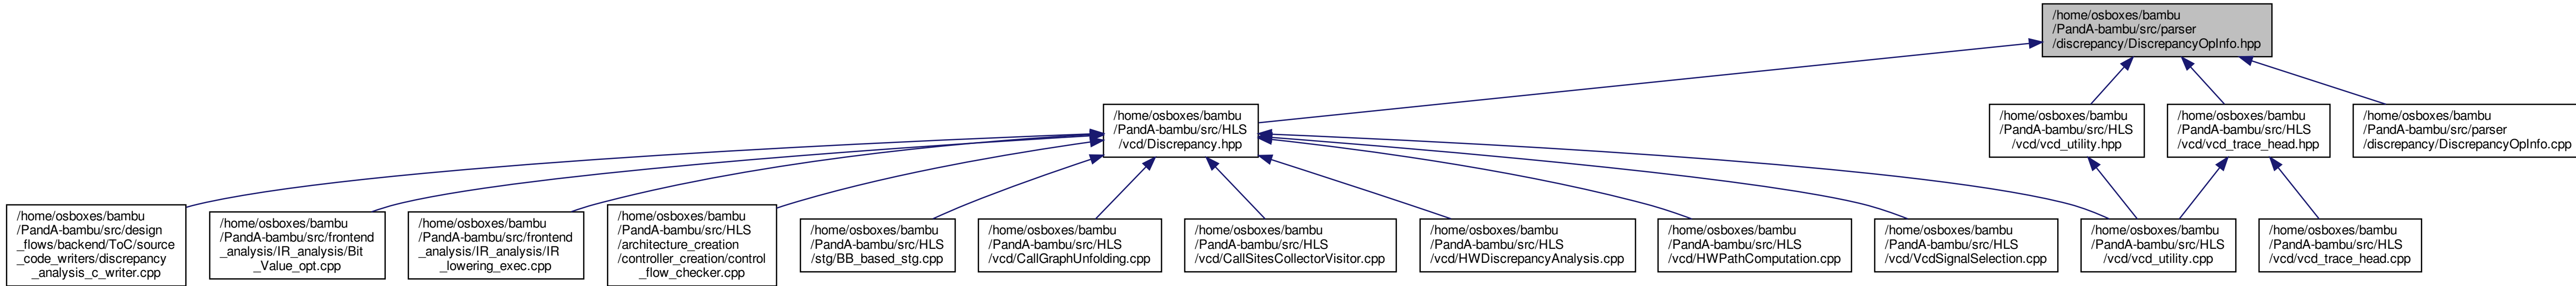 /home/osboxes/bambu
/PandA-bambu/src/parser
/discrepancy/DiscrepancyOpInfo.hpp
/home/osboxes/bambu
/PandA-bambu/src/HLS
/vcd/Discrepancy.hpp
/home/osboxes/bambu
/PandA-bambu/src/HLS
/vcd/vcd_utility.hpp
/home/osboxes/bambu
/PandA-bambu/src/HLS
/vcd/vcd_trace_head.hpp
/home/osboxes/bambu
/PandA-bambu/src/parser
/discrepancy/DiscrepancyOpInfo.cpp
/home/osboxes/bambu
/PandA-bambu/src/design
_flows/backend/ToC/source
_code_writers/discrepancy
_analysis_c_writer.cpp
/home/osboxes/bambu
/PandA-bambu/src/frontend
_analysis/IR_analysis/Bit
_Value_opt.cpp
/home/osboxes/bambu
/PandA-bambu/src/frontend
_analysis/IR_analysis/IR
_lowering_exec.cpp
/home/osboxes/bambu
/PandA-bambu/src/HLS
/architecture_creation
/controller_creation/control
_flow_checker.cpp
/home/osboxes/bambu
/PandA-bambu/src/HLS
/stg/BB_based_stg.cpp
/home/osboxes/bambu
/PandA-bambu/src/HLS
/vcd/CallGraphUnfolding.cpp
/home/osboxes/bambu
/PandA-bambu/src/HLS
/vcd/CallSitesCollectorVisitor.cpp
/home/osboxes/bambu
/PandA-bambu/src/HLS
/vcd/HWDiscrepancyAnalysis.cpp
/home/osboxes/bambu
/PandA-bambu/src/HLS
/vcd/HWPathComputation.cpp
/home/osboxes/bambu
/PandA-bambu/src/HLS
/vcd/VcdSignalSelection.cpp
/home/osboxes/bambu
/PandA-bambu/src/HLS
/vcd/vcd_utility.cpp
/home/osboxes/bambu
/PandA-bambu/src/HLS
/vcd/vcd_trace_head.cpp